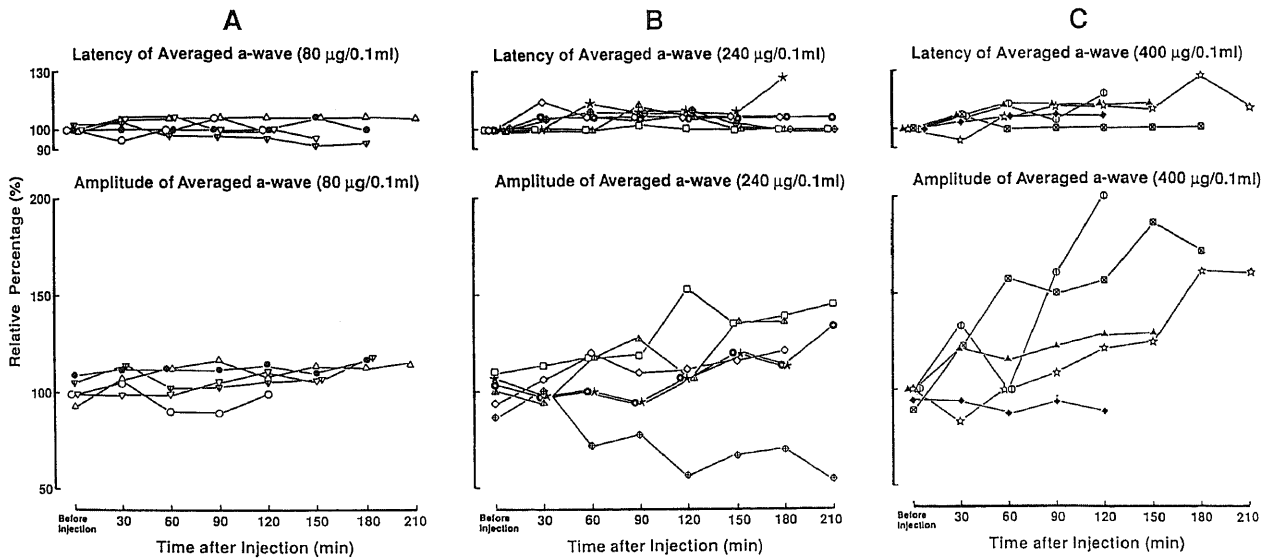 A
B
C
Latency of Averaged a-wave (80 µg/0.1ml)
Latency of Averaged a-wave (240 µg/0.1ml)
Latency of Averaged a-wave (400 µg/0.1ml)
130
100
90
Amplitude of Averaged a-wave (80 µg/0.1ml)
Amplitude of Averaged a-wave (240 µg/0.1ml)
Amplitude of Averaged a-wave (400 µg/0.1ml)
Relative Percentage (%)
200
150
100
50
Before Injection 30 60 90 120 150 180 210
Before Injection 30 60 90 120 150 180 210
Before Injection 30 60 90 120 150 180 210
Time after Injection (min)
Time after Injection (min)
Time after Injection (min)